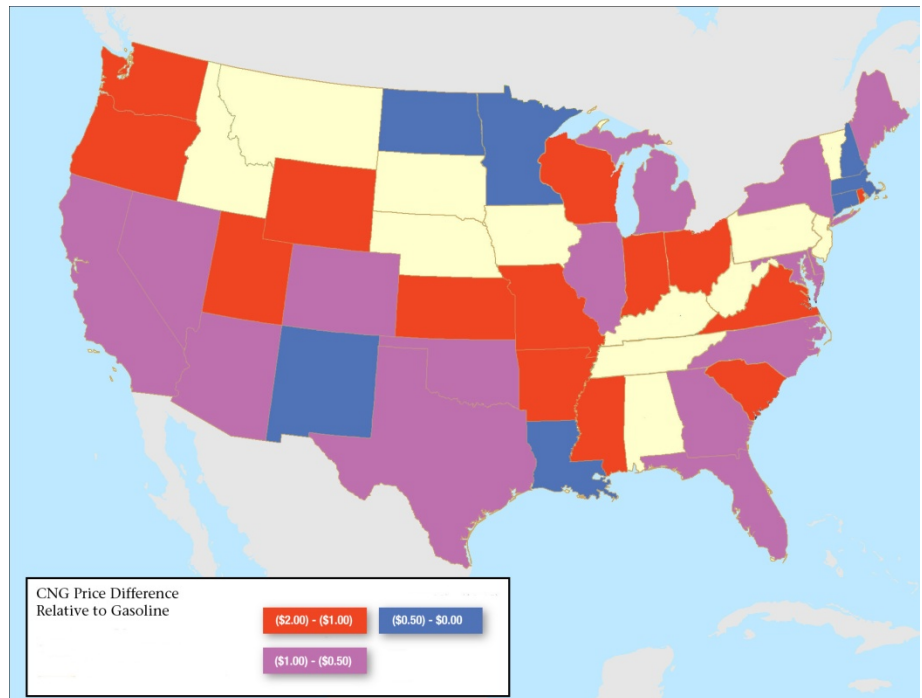 CNG Price Difference
Relative to Gasoline
($2.00) - ($1.00)
($0.50) - $0.00
($1.00) - ($0.50)